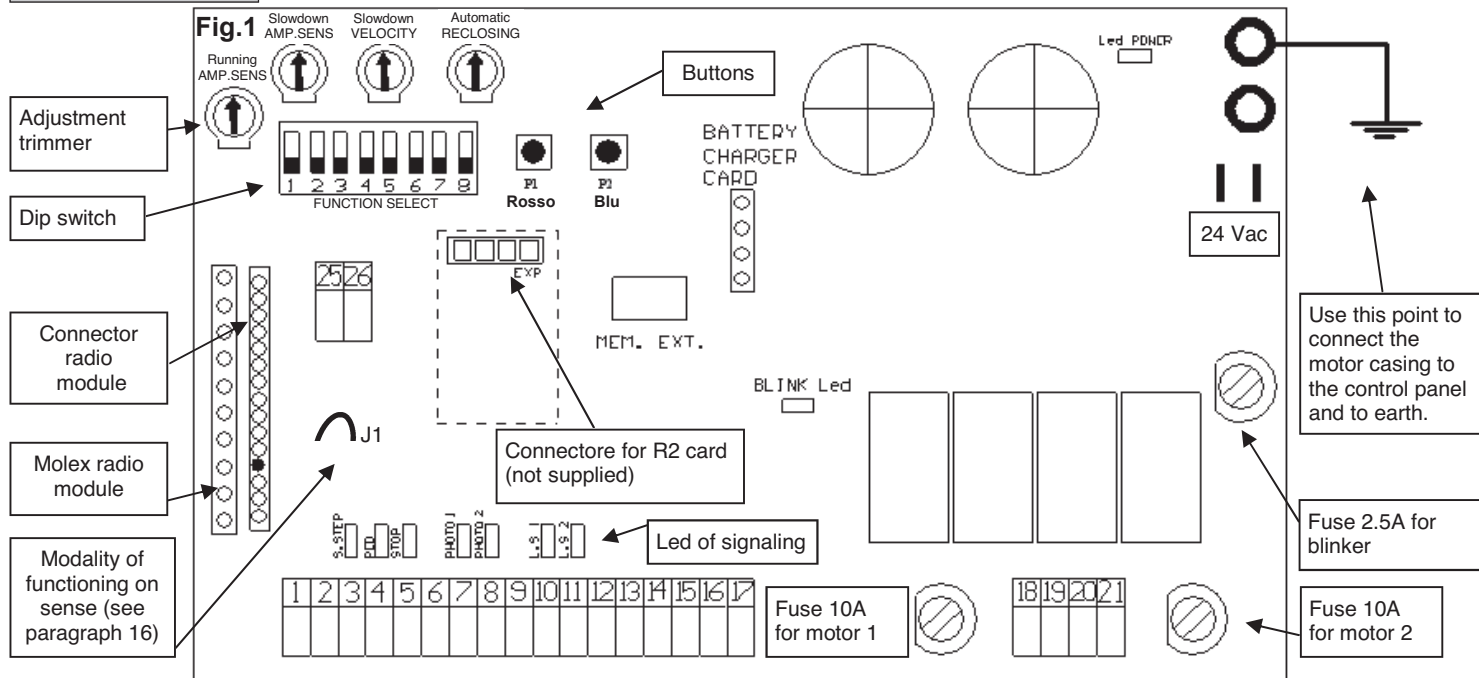 Fig.1
Slowdown
AMP.SENS
Slowdown
VELOCITY
Automatic
RECLOSING
Running
AMP.SENS
Led POWER
Buttons
Adjustment
trimmer
BATTERY
CHARGER
CARD
1 2 3 4 5 6 7 8
FUNCTION SELECT
P1
Rosso
P2
Blu
Dip switch
24 Vac
25 26
EXP
MEM. EXT.
Connector
radio
module
Use this point to
connect the
motor casing to
the control panel
and to earth.
BLINK Led
J1
Connectore for R2 card
(not supplied)
Molex radio
module
S.STEP
PED
STOP
PHOTO 1
PHOTO 2
L.S 1
L.S 2
Led of signaling
Fuse 2.5A for
blinker
Modality of
functioning on
sense (see
paragraph 16)
1 2 3 4 5 6 7 8 9 10 11 12 13 14 15 16 17
Fuse 10A
for motor 1
18 19 20 21
Fuse 10A
for motor 2